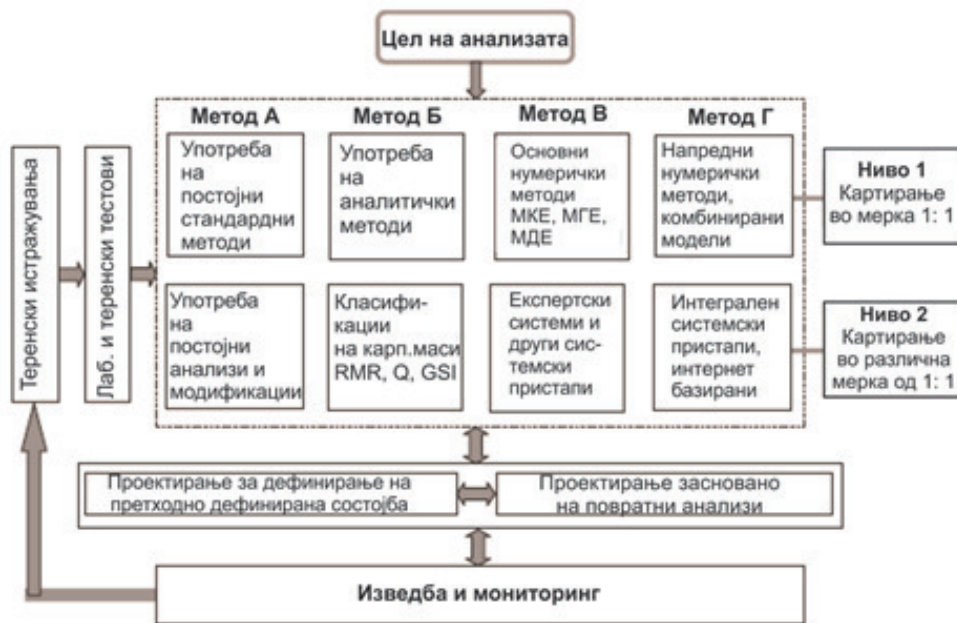 Цел на анализата
Метод А
Метод Б
Метод В
Метод Г
Употреба
на
постојни
стандардни
методи
Употреба
на
аналитички
методи
Основни
нумерички
методи
МКЕ, МГЕ,
МДЕ
Напредни
нумерички
методи,
комбинирани
модели
Ниво 1
Картирање
во мерка 1: 1
Теренски истражувања
Лаб. и теренски тестови
Употреба
на
постојни
анализи и
модификации
Класифи-
кации
на карп.маси
RMR, Q, GSI
Експертски
системи и
други сис-
темски
пристапи
Интегрален
системски
пристапи,
интернет
базирани
Ниво 2
Картирање
во различна
мерка од 1: 1
Проектирање за дефинирање на
претходно дефинирана состојба
Проектирање засновано
на повратни анализи
Изведба и мониторинг